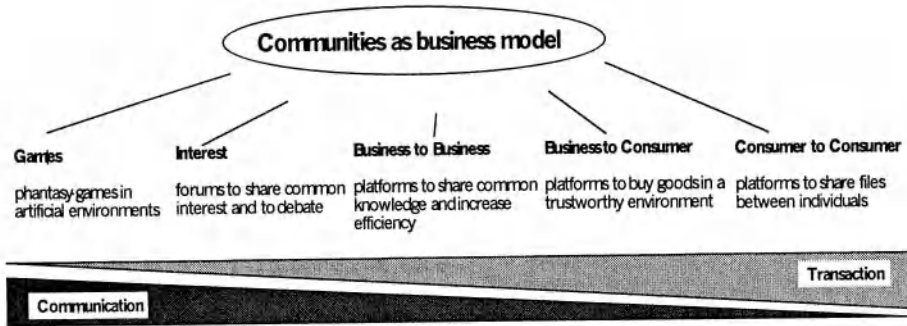 Communities as business model
Games
phantasy-games in
artificial environments
Interest
forums to share common
interest and to debate
Business to Business
platforms to share common
knowledge and increase
efficiency
Business to Consumer
platforms to buy goods in a
trustworthy environment
Consumer to Consumer
platforms to share files
between individuals
Transaction
Communication